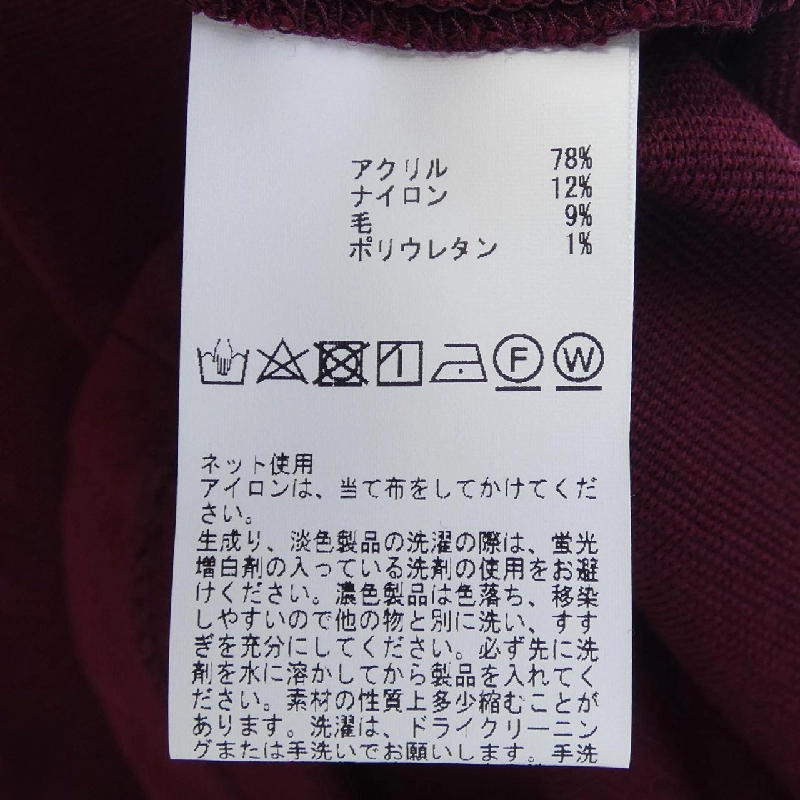 アクリル 78%
ナイロン 12%
毛 9%
ポリウレタン 1%
F W
ネット使用
アイロンは、当て布をしてかけてくだ
さい。
生成り、淡色製品の洗濯の際は、蛍光
増白剤の入っている洗剤の使用をお避
けください。濃色製品は色落ち、移染
しやすいので他の物と別に洗い、すす
ぎを充分にしてください。必ず先に洗
剤を水に溶かしてから製品を入れてく
ださい。素材の性質上多少縮むことが
あります。洗濯は、ドライクリーニン
グまたは手洗いでお願いします。手洗